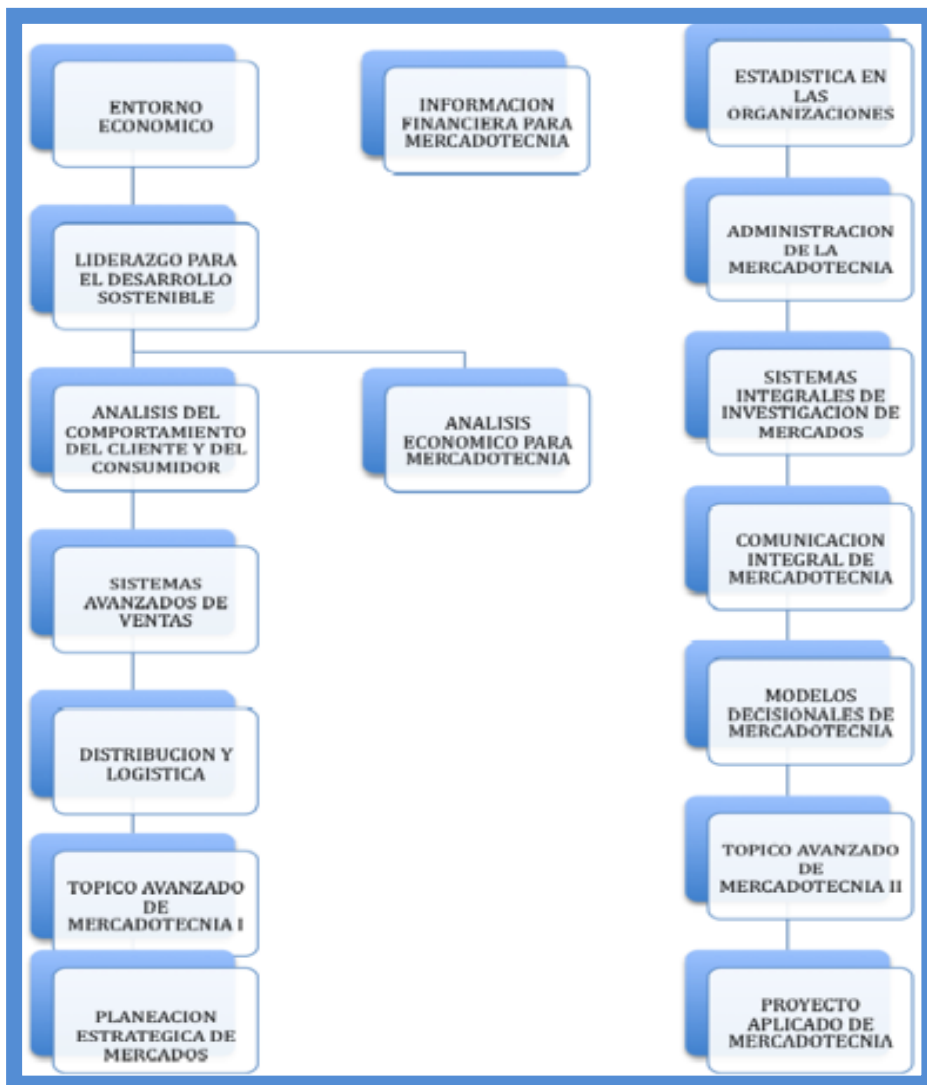 ENTORNO
ECONOMICO
LIDERAZGO PARA
EL DESARROLLO
SOSTENIBLE
ANALISIS DEL
COMPORTAMIENTO
DEL CLIENTE Y DEL
CONSUMIDOR
SISTEMAS
AVANZADOS DE
VENTAS
DISTRIBUCION Y
LOGISTICA
TOPICO AVANZADO
DE
MERCADOTECNIA I
PLANEACION
ESTRATEGICA DE
MERCADOS
INFORMACION
FINANCIERA PARA
MERCADOTECNIA
ANALISIS
ECONOMICO PARA
MERCADOTECNIA
ESTADISTICA EN
LAS
ORGANIZACIONES
ADMINISTRACION
DE LA
MERCADOTECNIA
SISTEMAS
INTEGRALES DE
INVESTIGACION DE
MERCADOS
COMUNICACION
INTEGRAL DE
MERCADOTECNIA
MODELOS
DECISIONALES DE
MERCADOTECNIA
TOPICO AVANZADO
DE
MERCADOTECNIA II
PROYECTO
APLICADO DE
MERCADOTECNIA